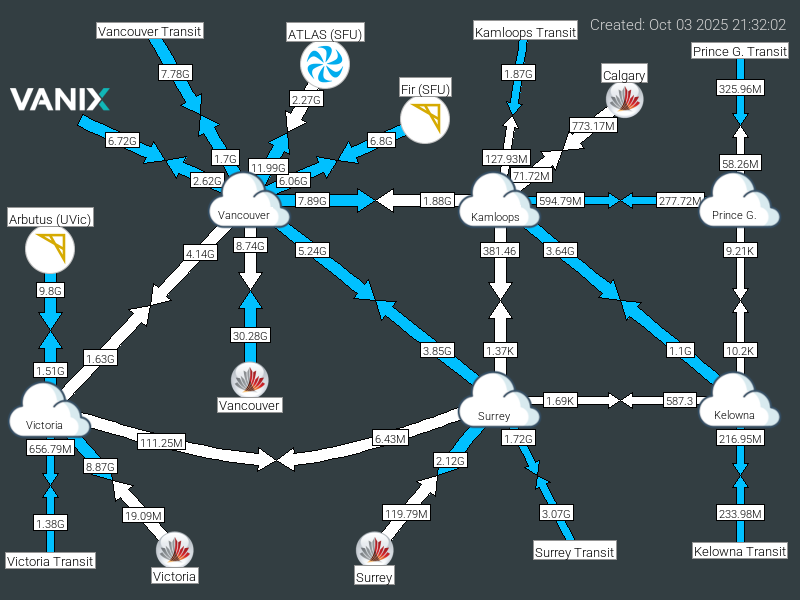 Created: Oct 03 2025 21:32:02
Vancouver Transit
ATLAS (SFU)
Kamloops Transit
Prince G. Transit
7.78G
1.87G
Calgary
325.96M
VANIX
2.27G
Fir (SFU)
773.17M
6.72G
6.8G
1.7G
127.93M
58.26M
11.99G
71.72M
2.62G
6.06G
7.89G
1.88G
594.79M
277.72M
Vancouver
Kamloops
Prince G.
Arbutus (UVic)
4.14G
8.74G
5.24G
381.46
3.64G
9.21K
9.8G
30.28G
1.51G
1.63G
3.85G
1.37K
1.1G
10.2K
Vancouver
1.69K
587.3
Victoria
Surrey
Kelowna
656.79M
111.25M
6.43M
1.72G
216.95M
8.87G
2.12G
1.38G
19.09M
119.79M
3.07G
233.98M
Victoria Transit
Victoria
Surrey
Surrey Transit
Kelowna Transit